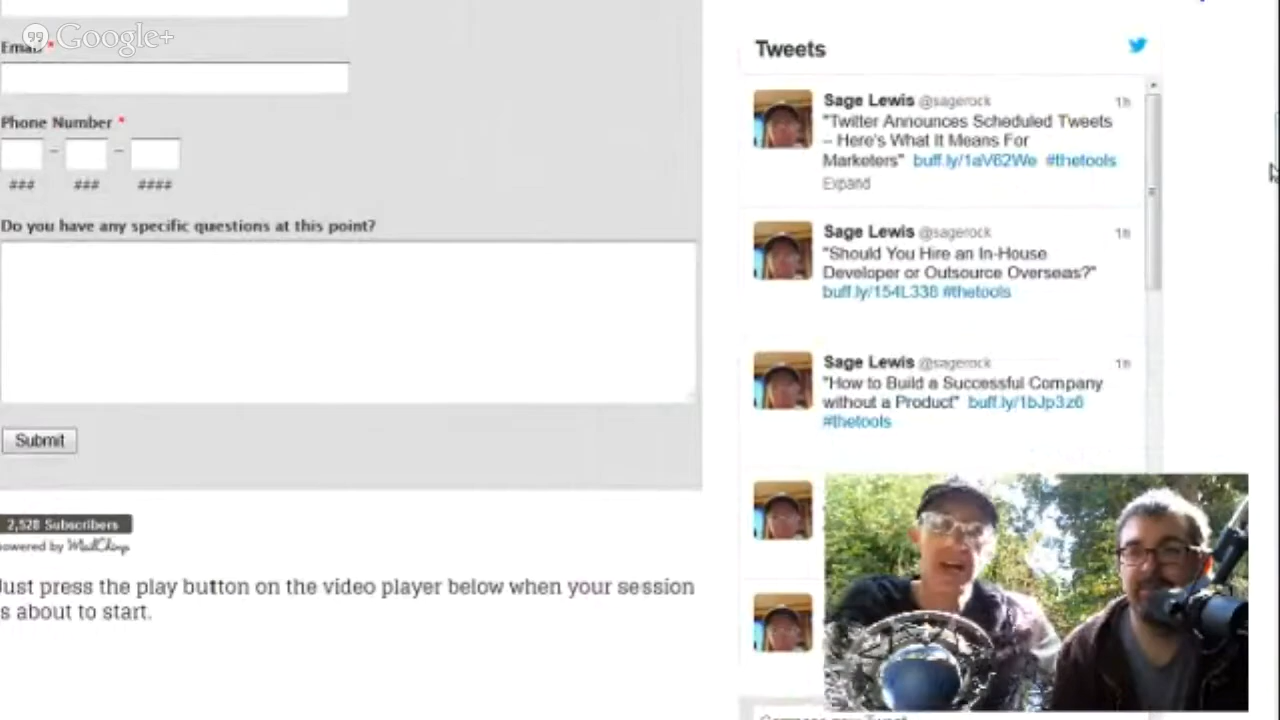 Google+
Email *
Phone Number *
– –
### ### ####
Do you have any specific questions at this point?
Submit
2,528 Subscribers
powered by MailChimp
Just press the play button on the video player below when your session
is about to start.
Tweets
Sage Lewis @sagerock 1h
"Twitter Announces Scheduled Tweets
– Here's What It Means For
Marketers" buff.ly/1aV62We #thetools
Expand
Sage Lewis @sagerock 1h
"Should You Hire an In-House
Developer or Outsource Overseas?"
buff.ly/154L338 #thetools
Sage Lewis @sagerock 1h
"How to Build a Successful Company
without a Product" buff.ly/1bJp3z6
#thetools
Compose new Tweet